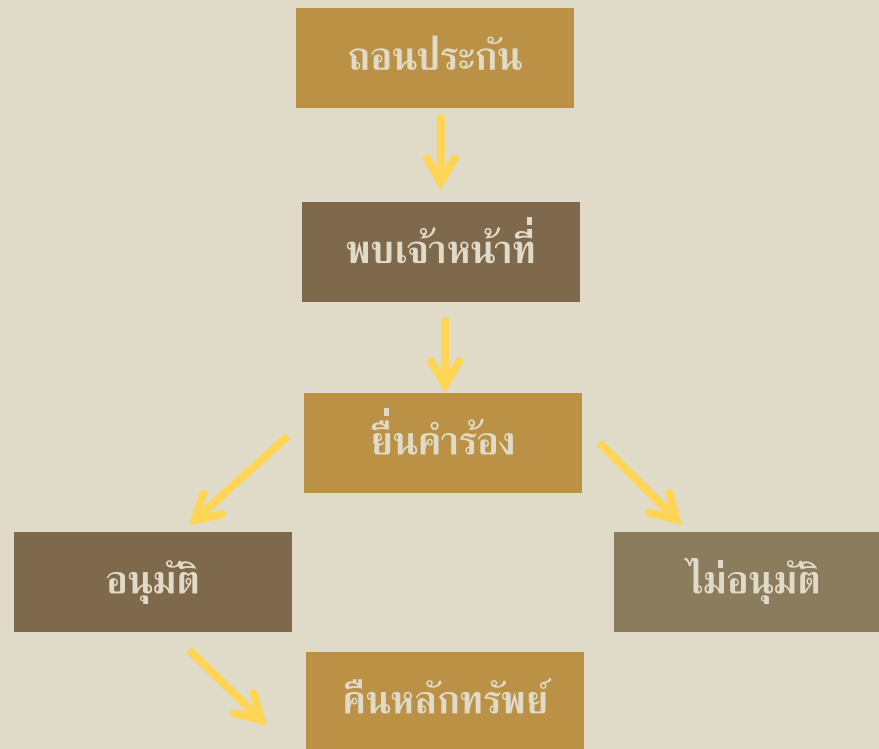 ถอนประกัน
พบเจ้าหน้าที่
ยื่นคำร้อง
อนุมัติ
ไม่อนุมัติ
คืนหลักทรัพย์